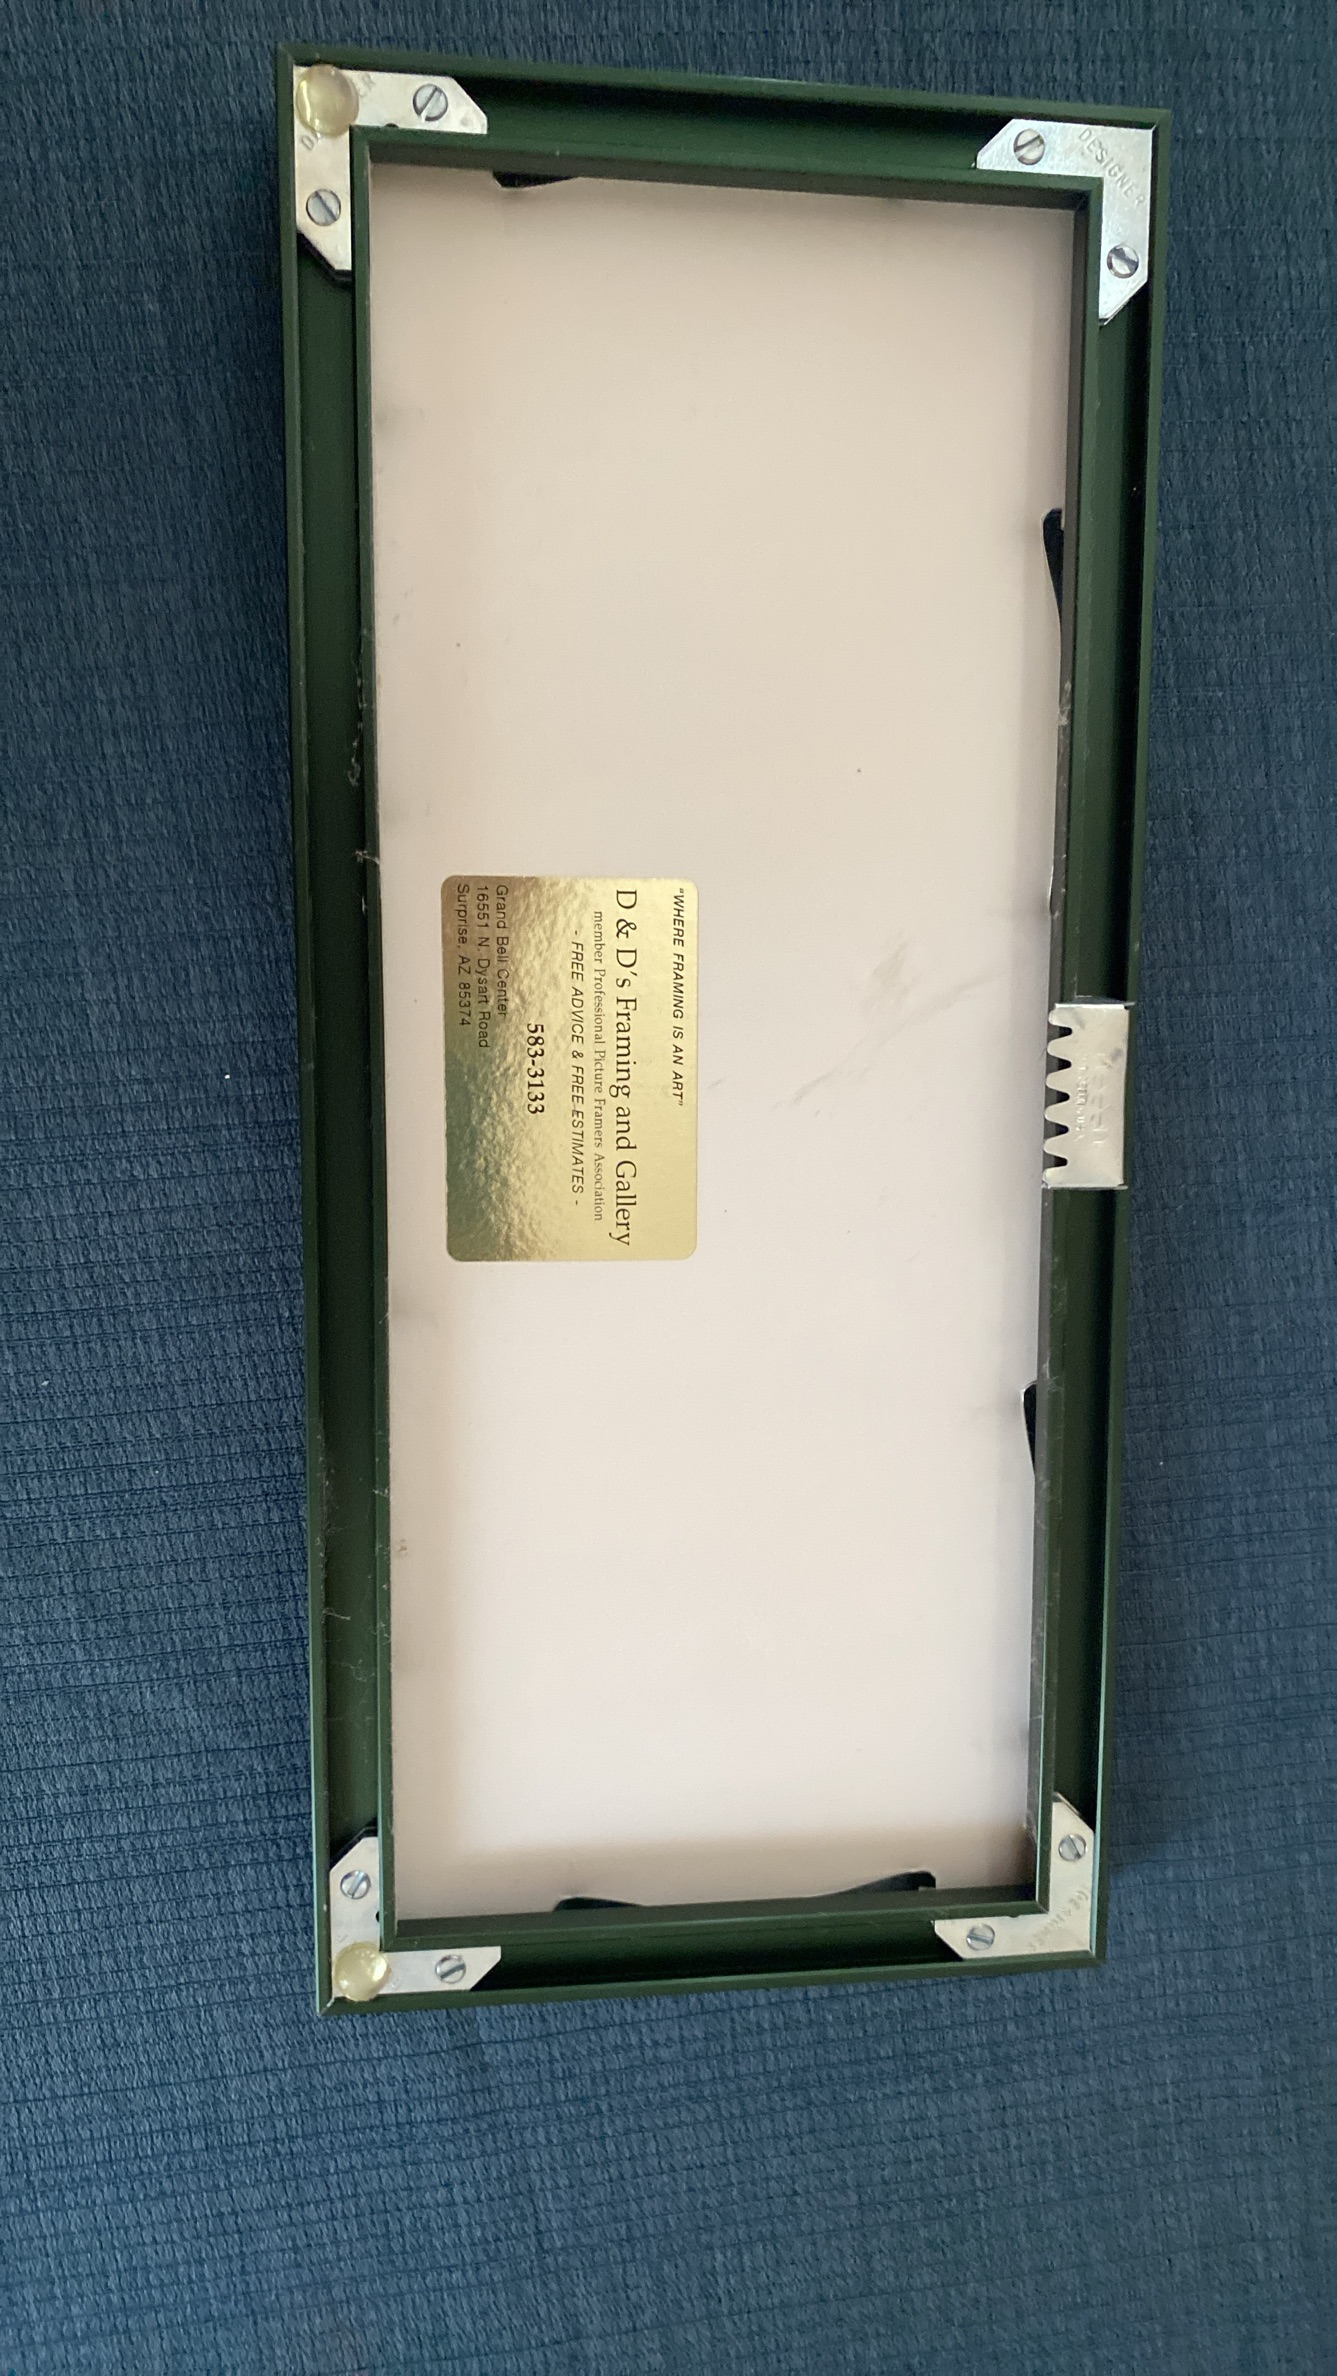 "WHERE FRAMING IS AN ART"
D & D's Framing and Gallery
member Professional Picture Framers Association
- FREE ADVICE & FREE ESTIMATES -
583-3133
Grand Bell Center
16551 N. Dysart Road
Surprise, AZ 85374
DESIGNER